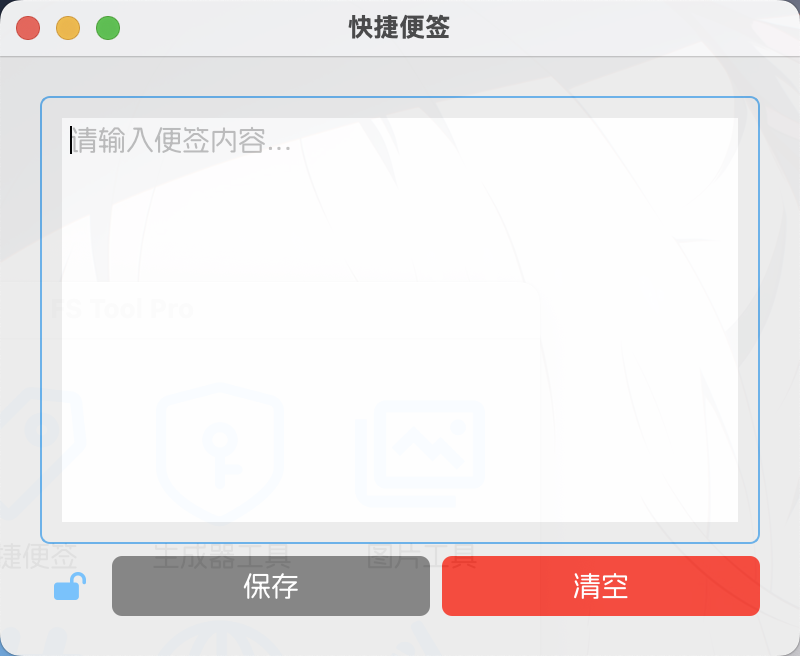 快捷便签
请输入便签内容...
FS Tool Pro
捷便签
生成器工具
图片工具
保存
清空